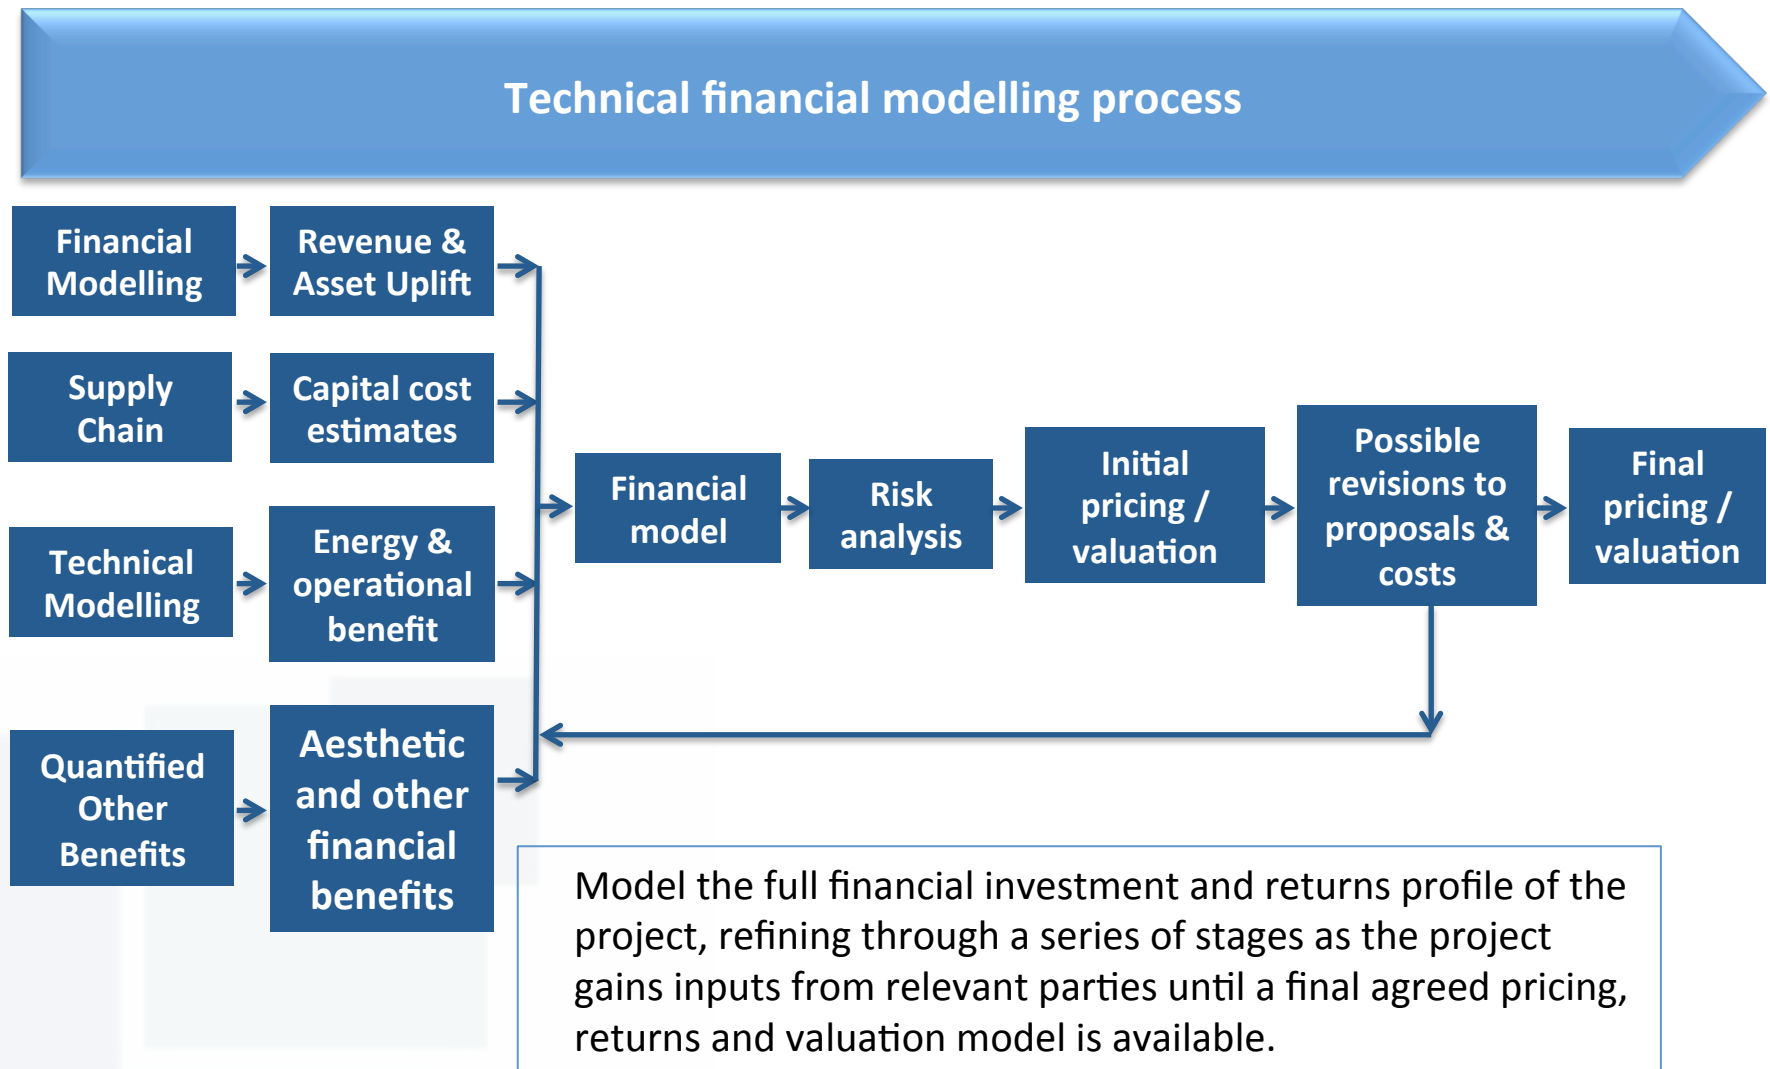 Technical financial modelling process
Financial
Modelling
Revenue &
Asset Uplift
Supply
Chain
Capital cost
estimates
Technical
Modelling
Energy &
operational
benefit
Quantified
Other
Benefits
Aesthetic
and other
financial
benefits
Financial
model
Risk
analysis
Initial
pricing /
valuation
Possible
revisions to
proposals &
costs
Final
pricing /
valuation
Model the full financial investment and returns profile of the
project, refining through a series of stages as the project
gains inputs from relevant parties until a final agreed pricing,
returns and valuation model is available.